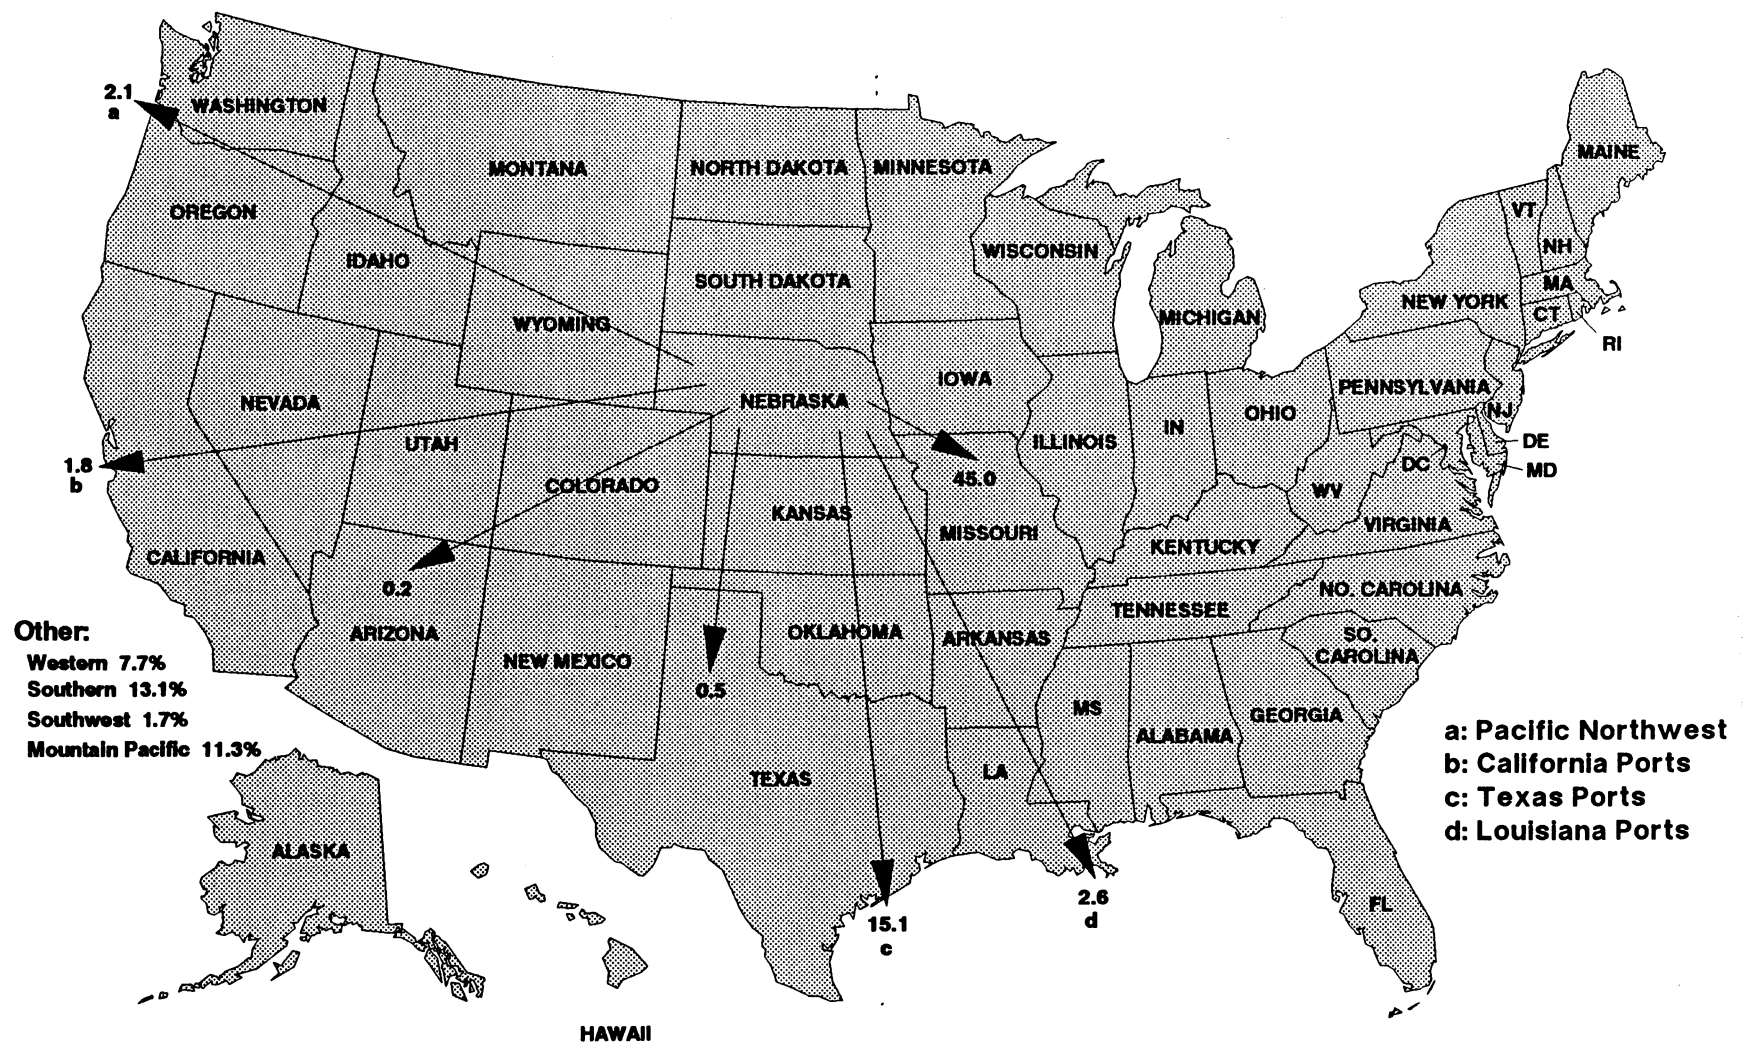 2.1
a
WASHINGTON
MONTANA
NORTH DAKOTA
MINNESOTA
MAINE
OREGON
VT
NH
IDAHO
WISCONSIN
SOUTH DAKOTA
MA
NEW YORK
CT
WYOMING
MICHIGAN
RI
IOWA
PENNSYLVANIA
NEVADA
NEBRASKA
OHIO
NJ
UTAH
ILLINOIS
IN
DE
1.8
b
DC
MD
45.0
COLORADO
WV
KANSAS
VIRGINIA
MISSOURI
CALIFORNIA
KENTUCKY
0.2
NO. CAROLINA
TENNESSEE
Other:
ARIZONA
OKLAHOMA
ARKANSAS
SO.
CAROLINA
Western 7.7%
NEW MEXICO
Southern 13.1%
0.5
MS
Southwest 1.7%
GEORGIA
ALABAMA
a: Pacific Northwest
Mountain Pacific 11.3%
b: California Ports
LA
TEXAS
c: Texas Ports
d: Louisiana Ports
ALASKA
2.6
d
FL
15.1
c
HAWAII